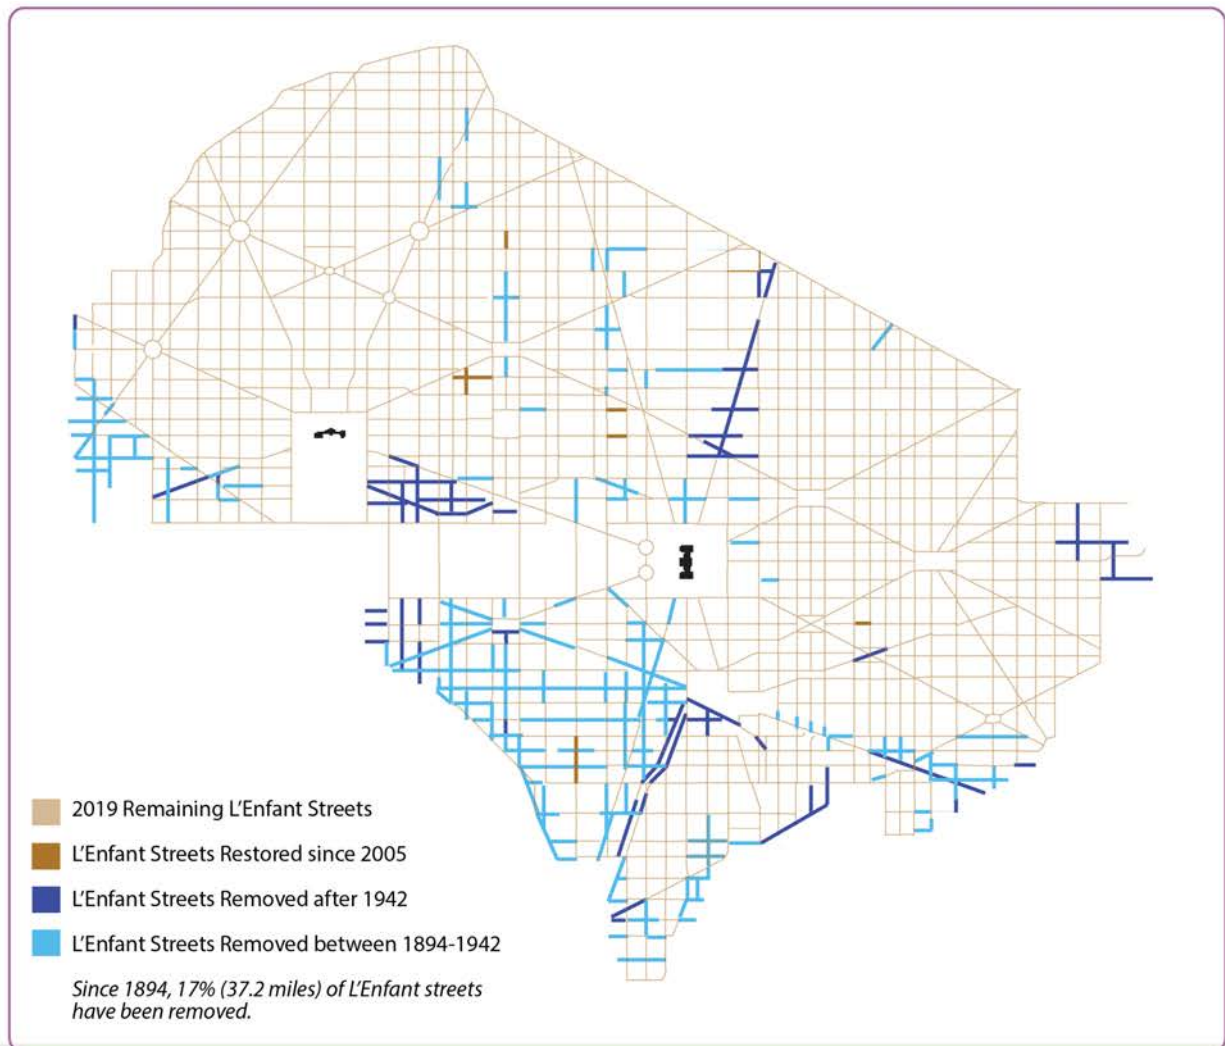 2019 Remaining L'Enfant Streets
L'Enfant Streets Restored since 2005
L'Enfant Streets Removed after 1942
L'Enfant Streets Removed between 1894-1942
Since 1894, 17% (37.2 miles) of L'Enfant streets
have been removed.